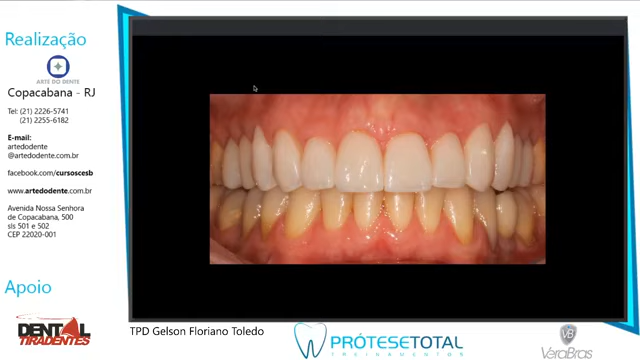 Realização
ARTE DO DENTE
Copacabana - RJ
Tel: (21) 2226-5741
(21) 2255-6182
E-mail:
artedodente
@artedodente.com.br
facebook.com/cursoscesb
www.artedodente.com.br
Avenida Nossa Senhora
de Copacabana, 500
sls 501 e 502
CEP 22020-001
Apoio
DENTAL
TIRADENTES
TPD Gelson Floriano Toledo
PRÓTESETOTAL
TREINAMENTOS
VB
VeraBras